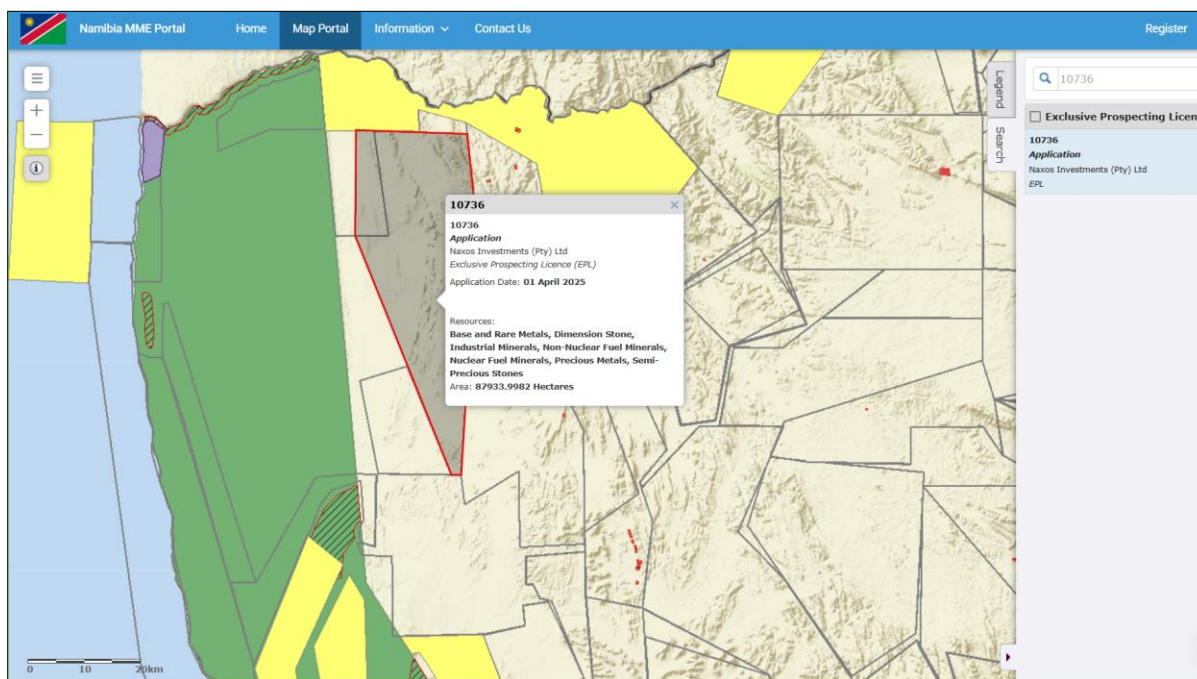 Namibia MME Portal
Home
Map Portal
Information
Contact Us
Register
Legend
Search
10736
Exclusive Prospecting Licen
10736
Application
Naxos Investments (Pty) Ltd
EPL
10736
10736
Application
Naxos Investments (Pty) Ltd
Exclusive Prospecting Licence (EPL)
Application Date: 01 April 2025
Resources:
Base and Rare Metals, Dimension Stone,
Industrial Minerals, Non-Nuclear Fuel Minerals,
Nuclear Fuel Minerals, Precious Metals, Semi-
Precious Stones
Area: 87933.9982 Hectares
0 10 20km